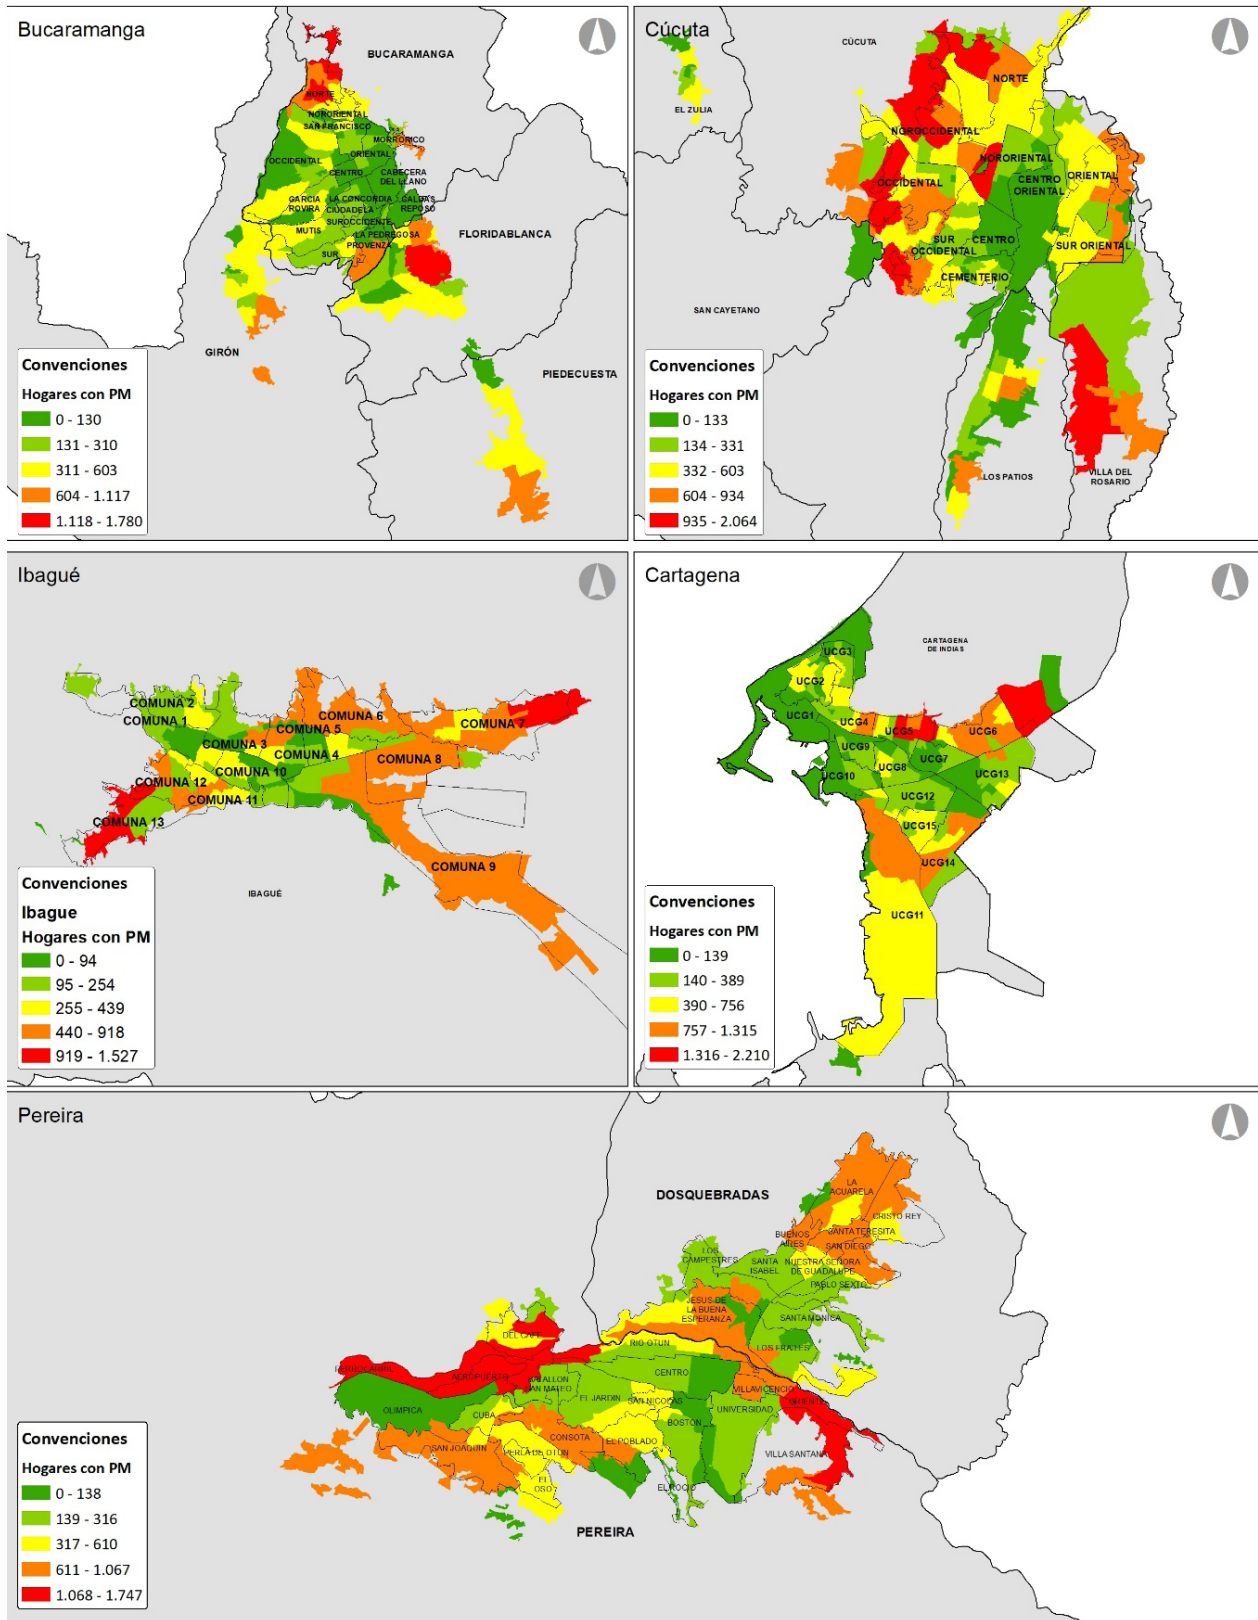 Bucaramanga
BUCARAMANGA
NORTE
NORORIENTAL
SAN FRANCISCO
MORRORICO
ORIENTAL
OCCIDENTAL
CENTRO
CABECERA
DEL LLANO
GARCIA
ROVIRA
LA CONCORDIA
CIUDADELA
REPOSO
SUROCCIDENTE
MUTIS
LA PEDREGOSA
PROVENZA
SUR
FLORIDABLANCA
GIRÓN
PIEDECUESTA
Convenciones
Hogares con PM
0 - 130
131 - 310
311 - 603
604 - 1.117
1.118 - 1.780
Cúcuta
CÚCUTA
EL ZULIA
NORTE
NOROCCIDENTAL
NORORIENTAL
OCCIDENTAL
CENTRO
ORIENTAL
ORIENTAL
SUR
OCCIDENTAL
CENTRO
SUR ORIENTAL
CEMENTERIO
SAN CAYETANO
LOS PATIOS
VILLA DEL
ROSARIO
Convenciones
Hogares con PM
0 - 133
134 - 331
332 - 603
604 - 934
935 - 2.064
Ibagué
COMUNA 2
COMUNA 1
COMUNA 6
COMUNA 7
COMUNA 5
COMUNA 3
COMUNA 4
COMUNA 8
COMUNA 10
COMUNA 12
COMUNA 11
COMUNA 13
COMUNA 9
IBAGUÉ
Convenciones
Ibague
Hogares con PM
0 - 94
95 - 254
255 - 439
440 - 918
919 - 1.527
Cartagena
CARTAGENA
DE INDIAS
UCG3
UCG2
UCG1
UCG4
UCG5
UCG6
UCG9
UCG7
UCG8
UCG10
UCG13
UCG12
UCG15
UCG14
UCG11
Convenciones
Hogares con PM
0 - 139
140 - 389
390 - 756
757 - 1.315
1.316 - 2.210
Pereira
DOSQUEBRADAS
LA
ACUARELA
CRISTO REY
BUENOS
AIRES
SANTA TERESITA
SAN DIEGO
LOS
CAMPESTRES
SANTA
ISABEL
NUESTRA SEÑORA
DE GUADALUPE
PABLO SEXTO
JESUS DE
LA BUENA
ESPERANZA
SANTA MONICA
DEL CAFE
RIO OTUN
LOS FRAILES
FERROCARRIL
AEROPUERTO
SAN MATEO
CENTRO
VILLAVICENCIO
ORIENTE
OLIMPICA
CUBA
EL JARDIN
SAN NICOLAS
UNIVERSIDAD
BOSTON
SAN JOAQUIN
PERLA DE OTUN
CONSOTA
EL POBLADO
VILLA SANTANA
EL
OSO
EL ROCIO
PEREIRA
Convenciones
Hogares con PM
0 - 138
139 - 316
317 - 610
611 - 1.067
1.068 - 1.747